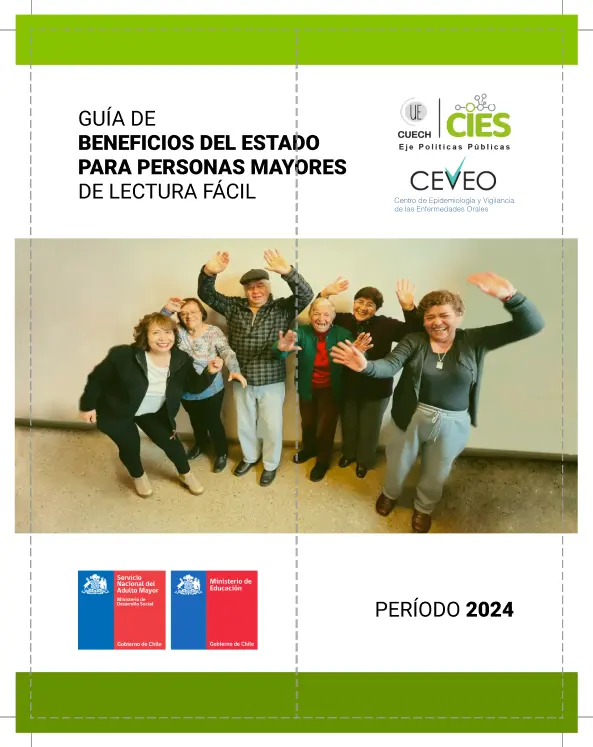 GUÍA DE
BENEFICIOS DEL ESTADO
PARA PERSONAS MAYORES
DE LECTURA FÁCIL
UE
CUECH
CIES
Eje Políticas Públicas
CEVEO
Centro de Epidemiología y Vigilancia
de las Enfermedades Orales
Servicio
Nacional del
Adulto Mayor
Ministerio de
Desarrollo Social
Gobierno de Chile
Ministerio de
Educación
Gobierno de Chile
PERÍODO 2024